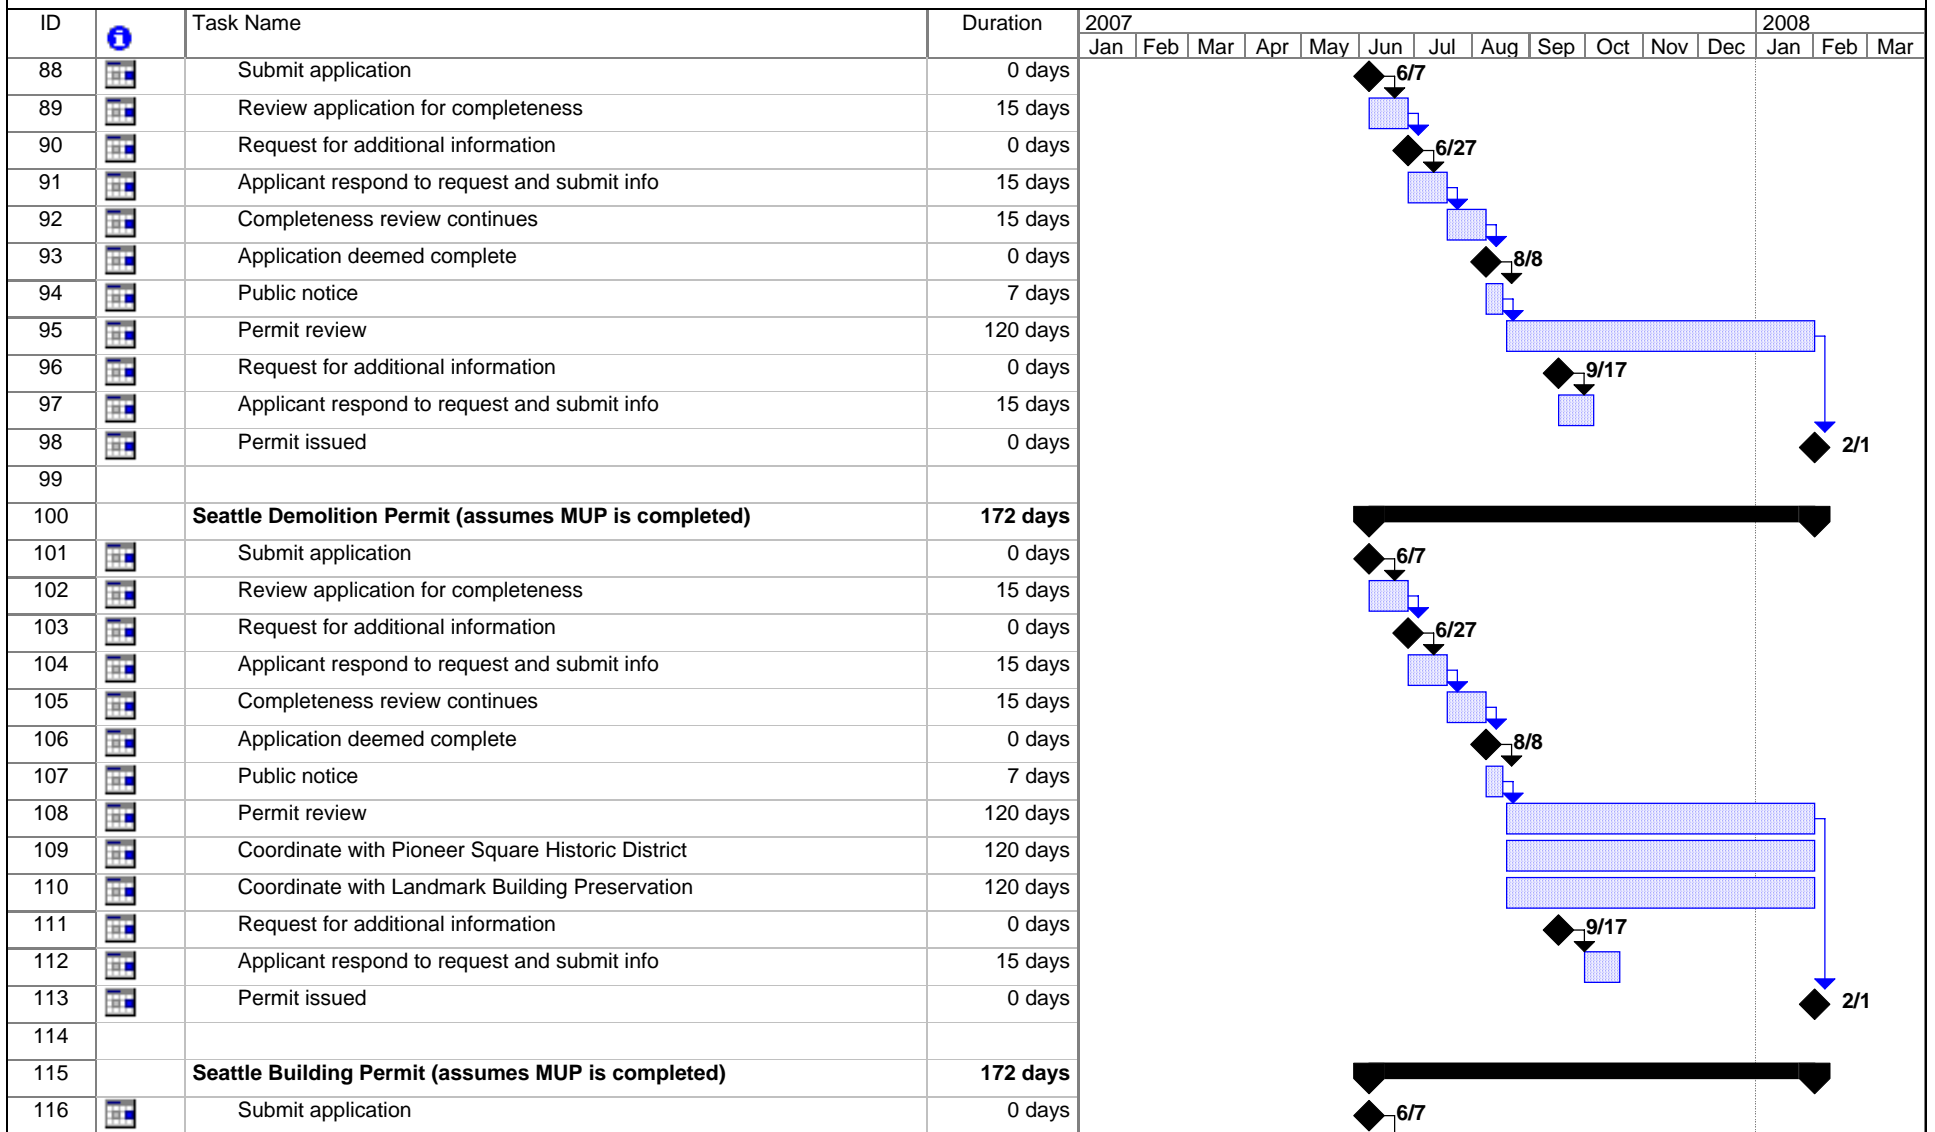 ID Task Name Duration 2007 2008
Jan Feb Mar Apr May Jun Jul Aug Sep Oct Nov Dec Jan Feb Mar
88 Submit application 0 days 6/7
89 Review application for completeness 15 days
90 Request for additional information 0 days 6/27
91 Applicant respond to request and submit info 15 days
92 Completeness review continues 15 days
93 Application deemed complete 0 days 8/8
94 Public notice 7 days
95 Permit review 120 days
96 Request for additional information 0 days 9/17
97 Applicant respond to request and submit info 15 days
98 Permit issued 0 days 2/1
99
100 Seattle Demolition Permit (assumes MUP is completed) 172 days
101 Submit application 0 days 6/7
102 Review application for completeness 15 days
103 Request for additional information 0 days 6/27
104 Applicant respond to request and submit info 15 days
105 Completeness review continues 15 days
106 Application deemed complete 0 days 8/8
107 Public notice 7 days
108 Permit review 120 days
109 Coordinate with Pioneer Square Historic District 120 days
110 Coordinate with Landmark Building Preservation 120 days
111 Request for additional information 0 days 9/17
112 Applicant respond to request and submit info 15 days
113 Permit issued 0 days 2/1
114
115 Seattle Building Permit (assumes MUP is completed) 172 days
116 Submit application 0 days 6/7